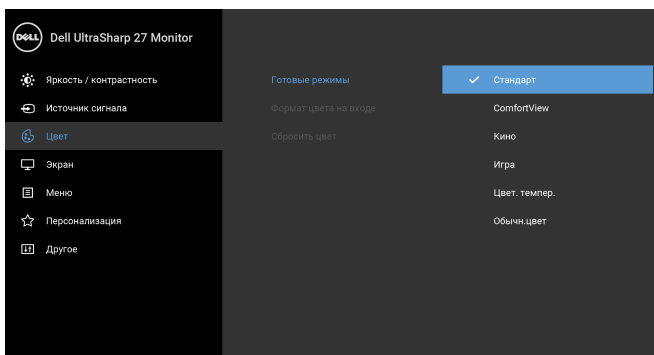 DELL Dell UltraSharp 27 Monitor
Яркость / контрастность
Готовые режимы
Стандарт
Источник сигнала
Формат цвета на входе
ComfortView
Цвет
Сбросить цвет
Кино
Экран
Игра
Меню
Цвет. темпер.
Персонализация
Обычн.цвет
Другое